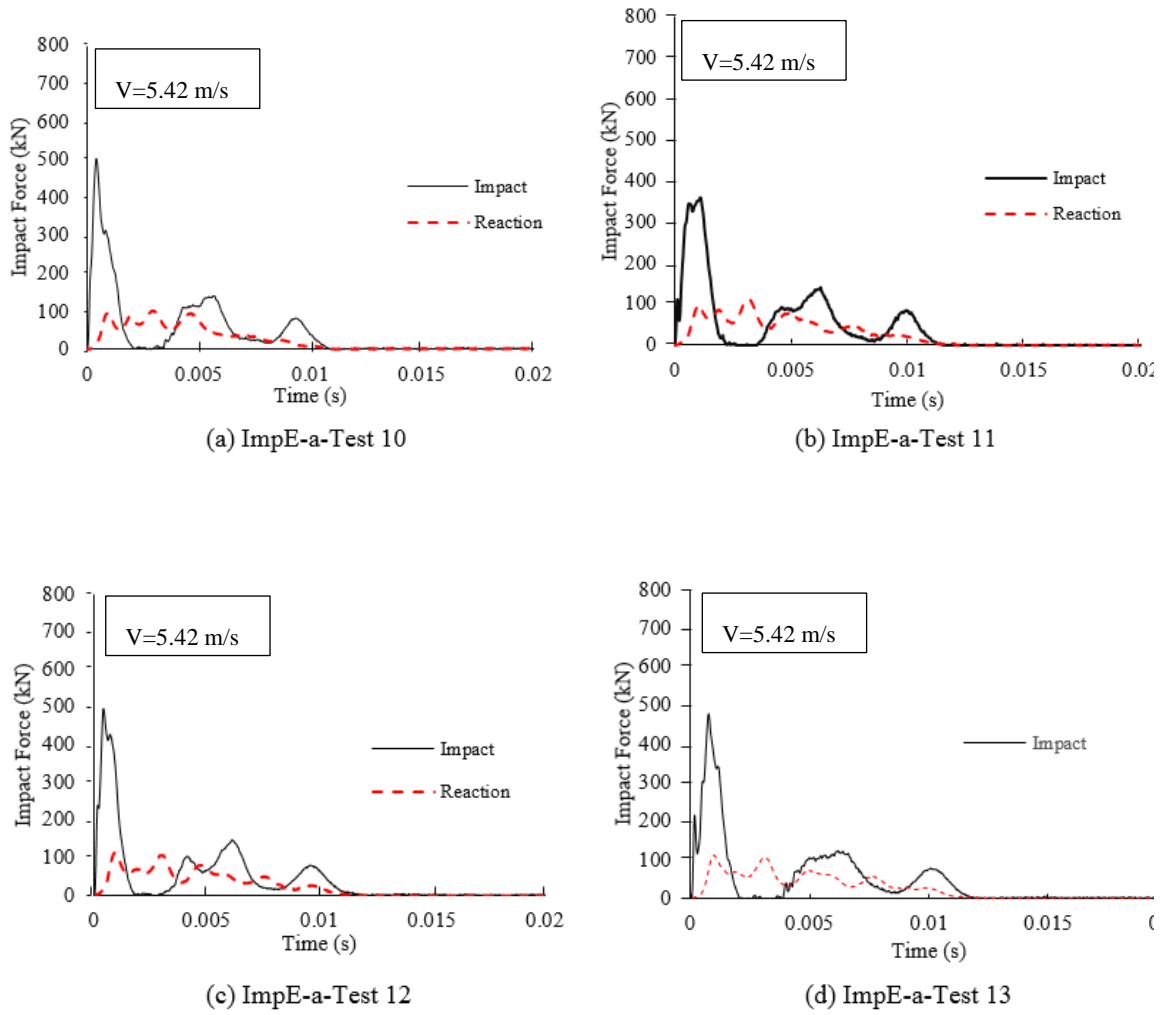 800
700
600
500
400
300
200
100
0
Impact Force (kN)
V=5.42 m/s
Impact
Reaction
0 0.005 0.01 0.015 0.02
Time (s)
(a) ImpE-a-Test 10
800
700
600
500
400
300
200
100
0
Impact Force (kN)
V=5.42 m/s
Impact
Reaction
0 0.005 0.01 0.015 0.02
Time (s)
(b) ImpE-a-Test 11
800
700
600
500
400
300
200
100
0
Impact Force (kN)
V=5.42 m/s
Impact
Reaction
0 0.005 0.01 0.015 0.02
Time (s)
(c) ImpE-a-Test 12
800
700
600
500
400
300
200
100
0
Impact Force (kN)
V=5.42 m/s
Impact
0 0.005 0.01 0.015 0
Time (s)
(d) ImpE-a-Test 13